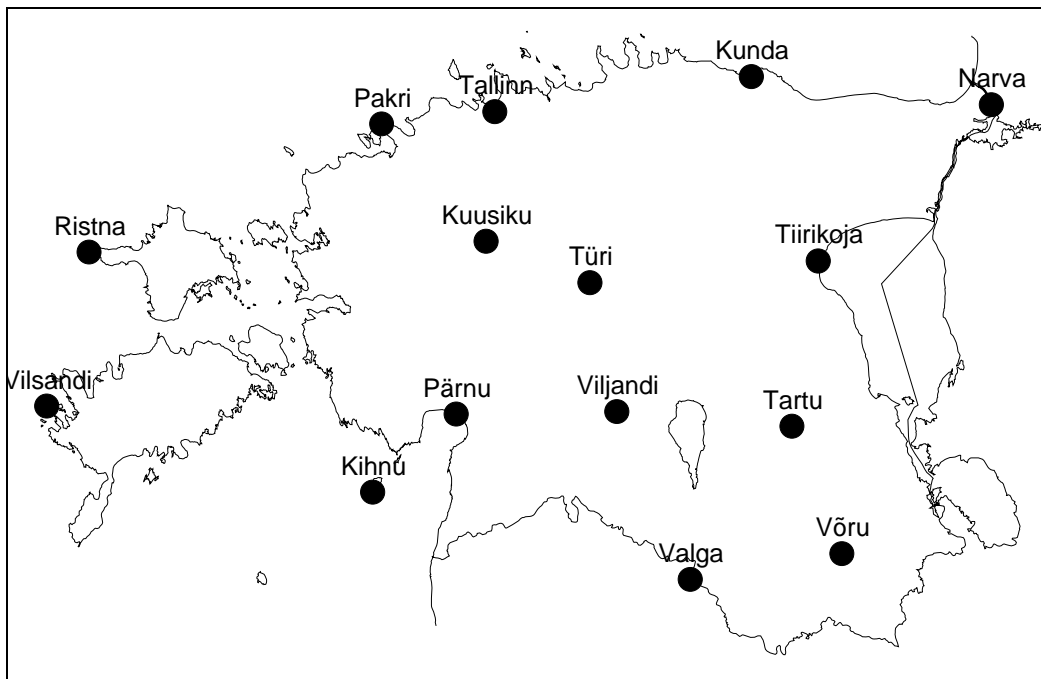 Kunda
Narva
Tallinn
Pakri
Ristna
Kuusiku
Türi
Tiirikoja
Vilsandi
Pärnu
Viljandi
Tartu
Kihnu
Valga
Võru